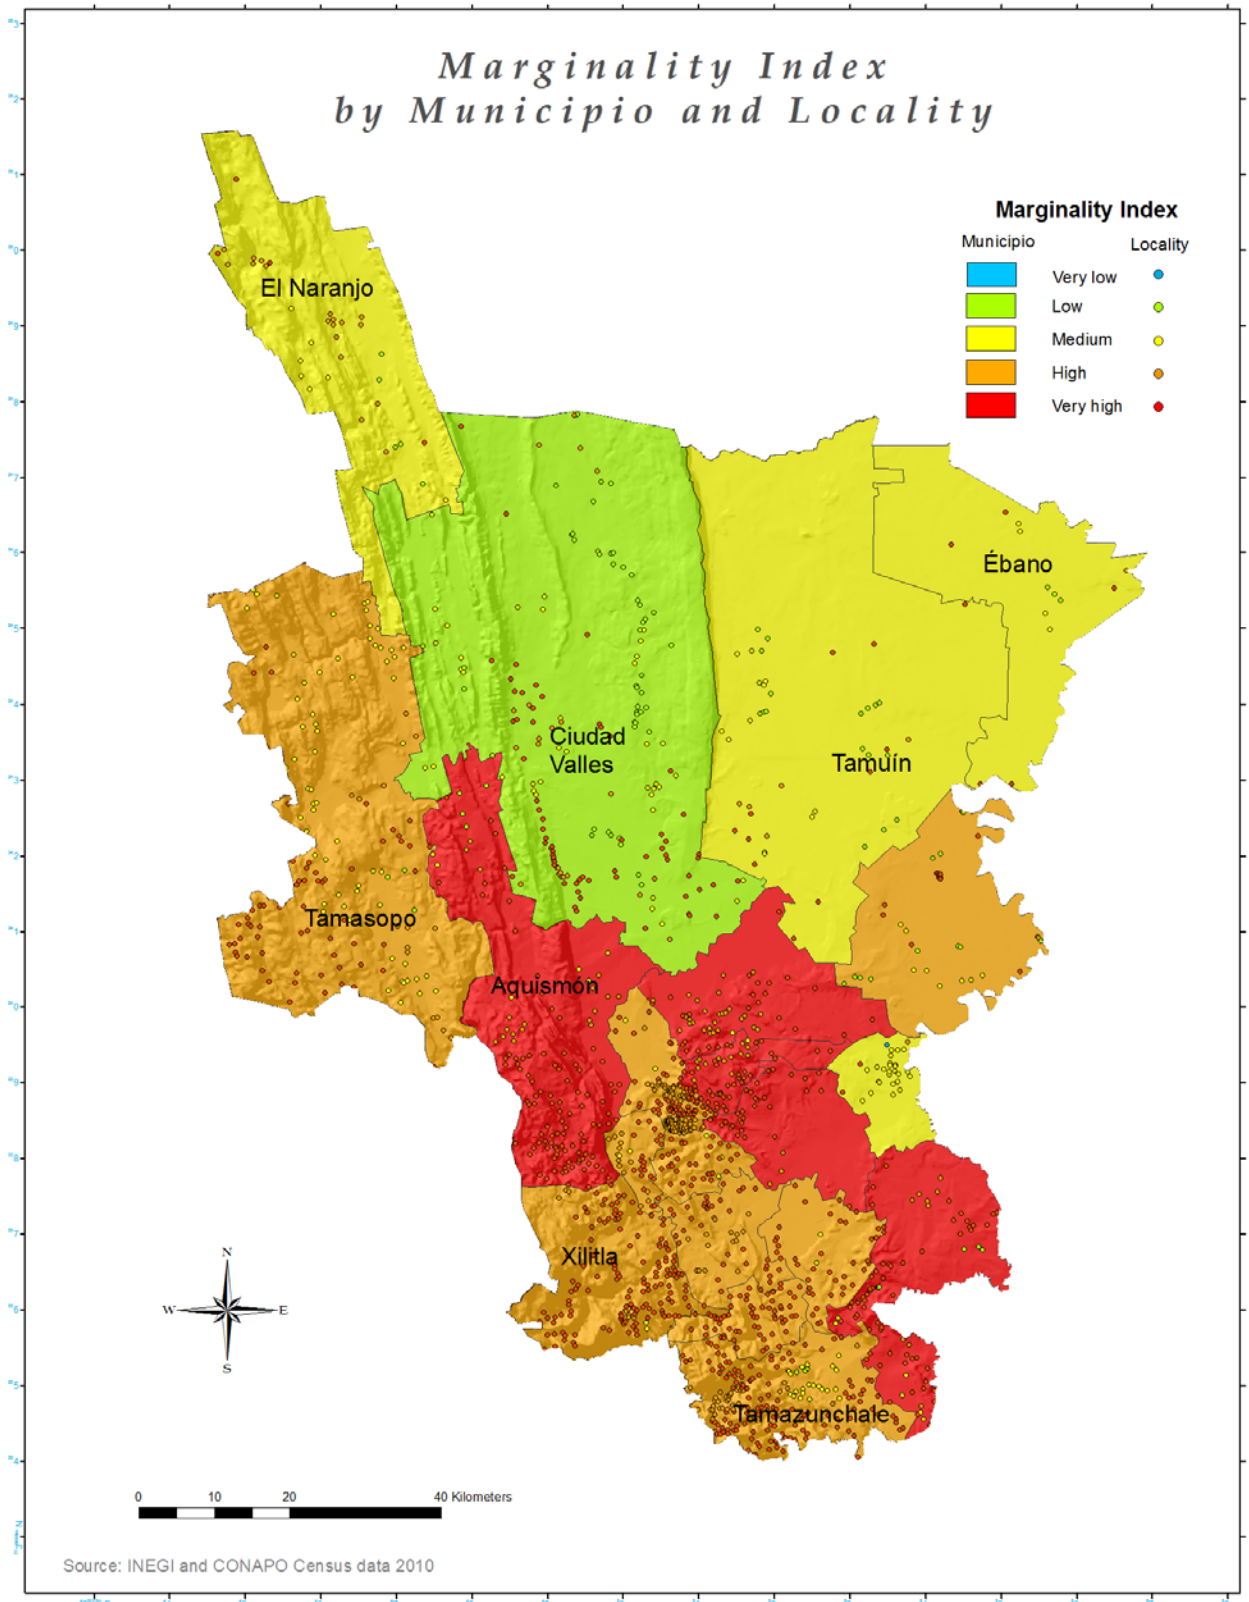 Marginality Index
by Municipio and Locality
Marginality Index
Municipio
Locality
Very low
Low
Medium
High
Very high
El Naranjo
Ébano
Ciudad
Valles
Tamuín
Tamasopo
Aquismón
Xilitla
Tamazunchale
N
W
E
S
0 10 20 40 Kilometers
Source: INEGI and CONAPO Census data 2010